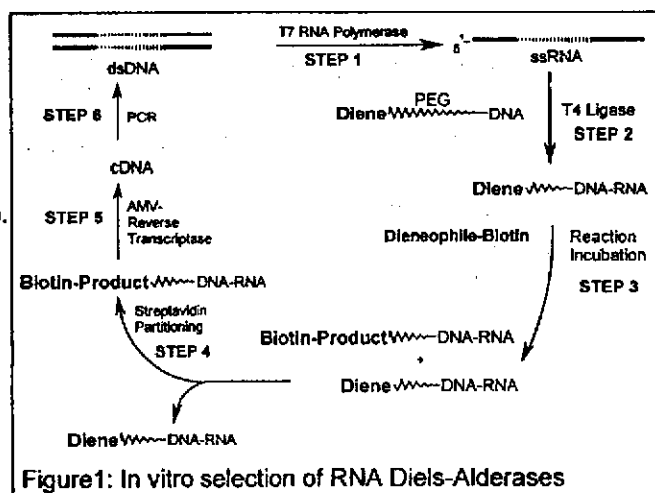 T7 RNA Polymerase
STEP 1
5'
dsDNA
ssRNA
STEP 6
PCR
PEG
Diene DNA
T4 Ligase
STEP 2
cDNA
Diene DNA-RNA
STEP 5
AMV-
Reverse
Transcriptase
Dieneophile-Biotin
Reaction
Incubation
STEP 3
Biotin-Product DNA-RNA
Streptavidin
Partitioning
STEP 4
Biotin-Product DNA-RNA
+
Diene DNA-RNA
Diene DNA-RNA
Figure1: In vitro selection of RNA Diels-Alderases